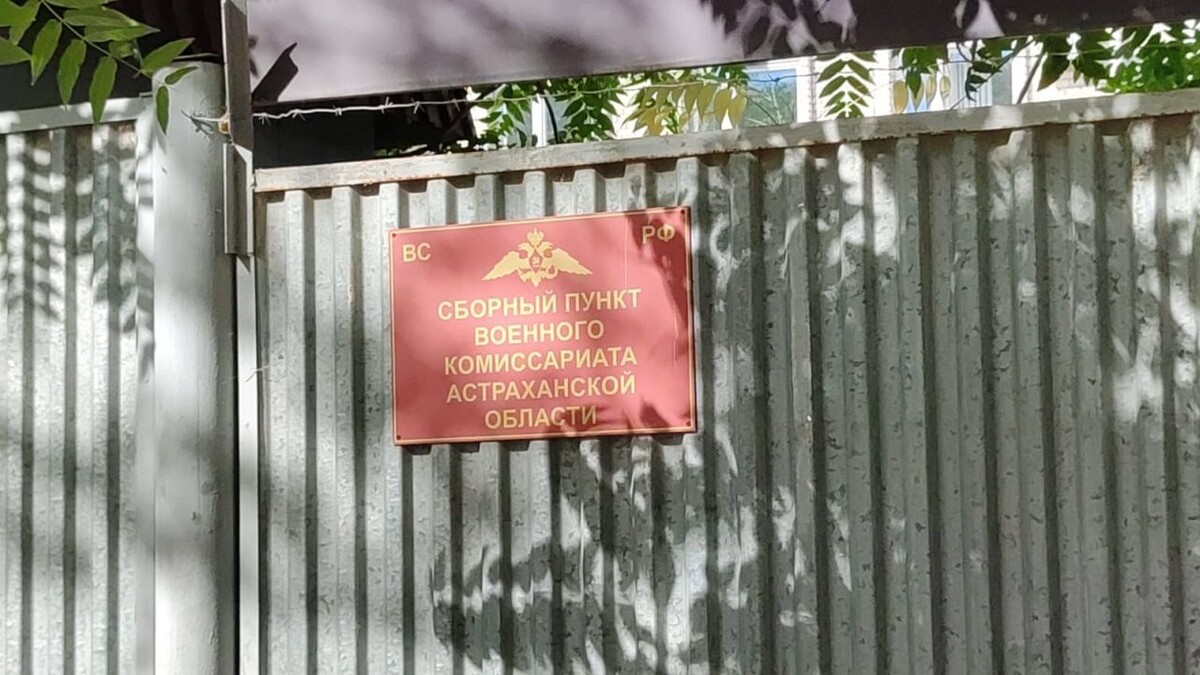 ВС РФ
СБОРНЫЙ ПУНКТ
ВОЕННОГО
КОМИССАРИАТА
АСТРАХАНСКОЙ
ОБЛАСТИ